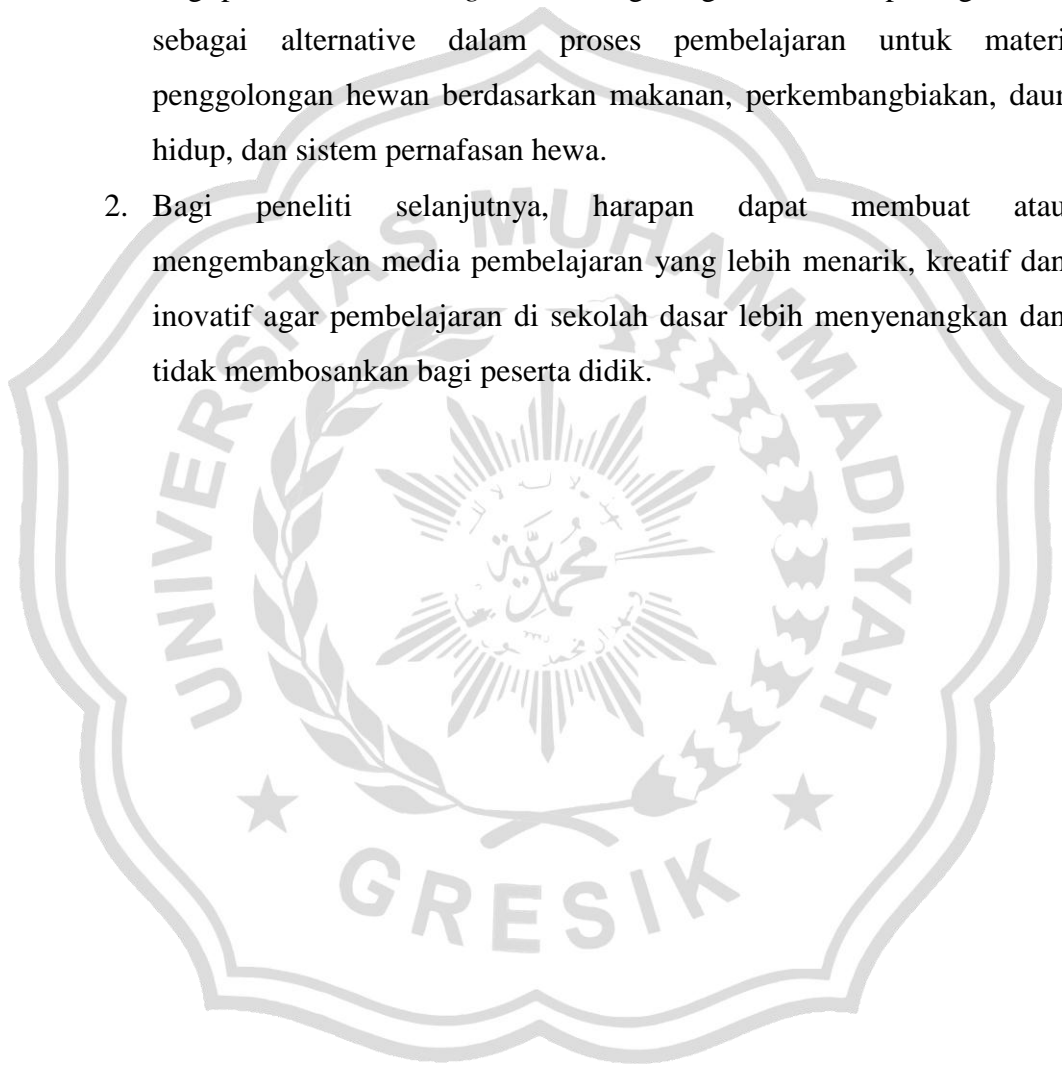 sebagai alternative dalam proses pembelajaran untuk materi
penggolongan hewan berdasarkan makanan, perkembangbiakan, daur
hidup, dan sistem pernafasan hewa.
2. Bagi peneliti selanjutnya, harapan dapat membuat atau
mengembangkan media pembelajaran yang lebih menarik, kreatif dan
inovatif agar pembelajaran di sekolah dasar lebih menyenangkan dan
tidak membosankan bagi peserta didik.
UNIVERSITAS MUHAMMADIYAH
محمدية
GRESIK